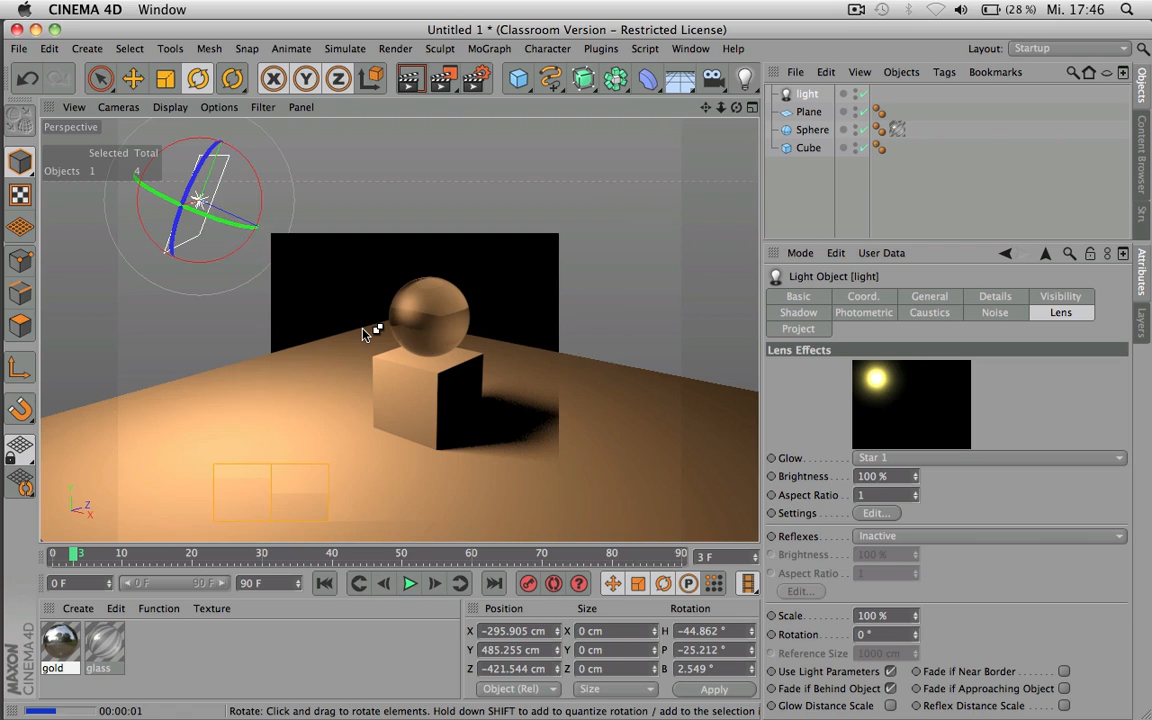 CINEMA 4D Window (28 %) Mi. 17:46
Untitled 1 * (Classroom Version - Restricted License)
File Edit Create Select Tools Mesh Snap Animate Simulate Render Sculpt MoGraph Character Plugins Script Window Help Layout: Startup
X Y Z
File Edit View Objects Tags Bookmarks
View Cameras Display Options Filter Panel
Perspective
Selected Total
Objects 1 4
light
Plane
Sphere
Cube
Objects
Content Browser
Str
Mode Edit User Data
Attributes
Layers
Light Object [light]
Basic Coord. General Details Visibility
Shadow Photometric Caustics Noise Lens
Project
Lens Effects
Glow Star 1
Brightness 100 %
Aspect Ratio 1
Settings Edit...
Reflexes Inactive
Brightness 100 %
Aspect Ratio 1
Edit...
Scale 100 %
Rotation 0 °
Reference Size 1000 cm
Use Light Parameters Fade if Near Border
Fade if Behind Object Fade if Approaching Object
Glow Distance Scale Reflex Distance Scale
Y Z X
0 3 10 20 30 40 50 60 70 80 90 3 F
0 F 0 F 90 F 90 F P
Create Edit Function Texture
gold glass
Position Size Rotation
X -295.905 cm X 0 cm H -44.862 °
Y 485.255 cm Y 0 cm P -25.212 °
Z -421.544 cm Z 0 cm B 2.549 °
Object (Rel) Size Apply
MAXON
CINEMA 4D
00:00:01 Rotate: Click and drag to rotate elements. Hold down SHIFT to add to quantize rotation / add to the selection i